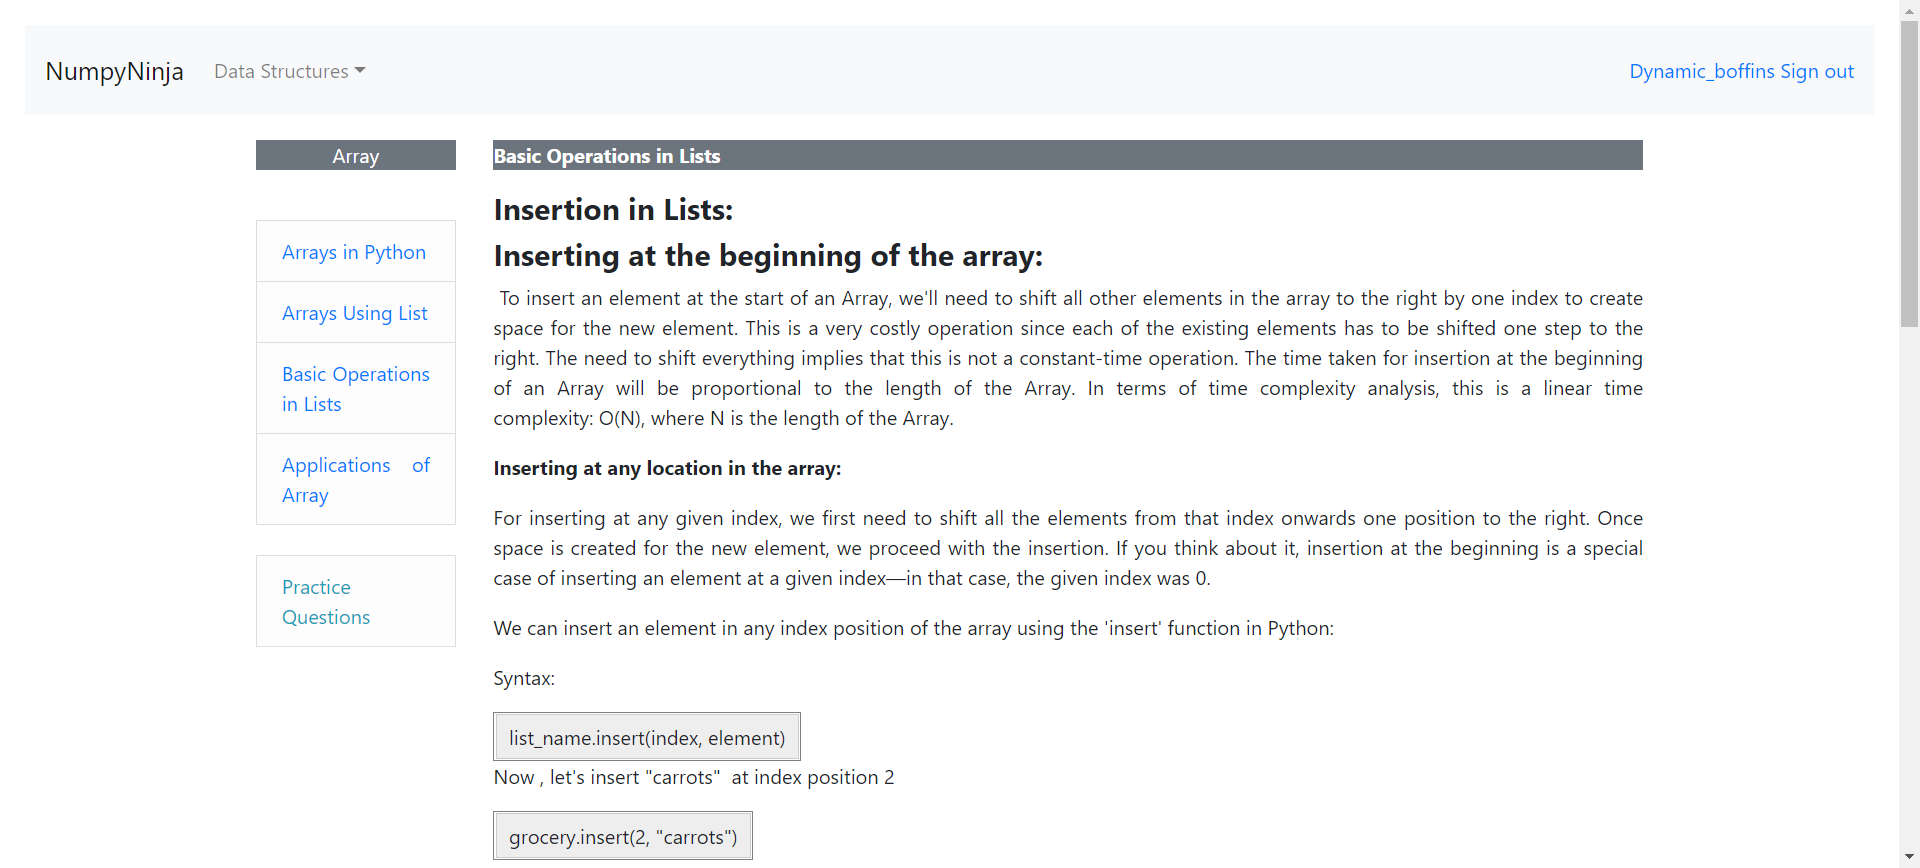 NumpyNinja
Data Structures
Dynamic_boffins Sign out
Array
Arrays in Python
Arrays Using List
Basic Operations
in Lists
Applications of
Array
Practice
Questions
Basic Operations in Lists
Insertion in Lists:
Inserting at the beginning of the array:
To insert an element at the start of an Array, we'll need to shift all other elements in the array to the right by one index to create
space for the new element. This is a very costly operation since each of the existing elements has to be shifted one step to the
right. The need to shift everything implies that this is not a constant-time operation. The time taken for insertion at the beginning
of an Array will be proportional to the length of the Array. In terms of time complexity analysis, this is a linear time
complexity: O(N), where N is the length of the Array.
Inserting at any location in the array:
For inserting at any given index, we first need to shift all the elements from that index onwards one position to the right. Once
space is created for the new element, we proceed with the insertion. If you think about it, insertion at the beginning is a special
case of inserting an element at a given index—in that case, the given index was 0.
We can insert an element in any index position of the array using the 'insert' function in Python:
Syntax:
list_name.insert(index, element)
Now , let's insert "carrots"  at index position 2
grocery.insert(2, "carrots")